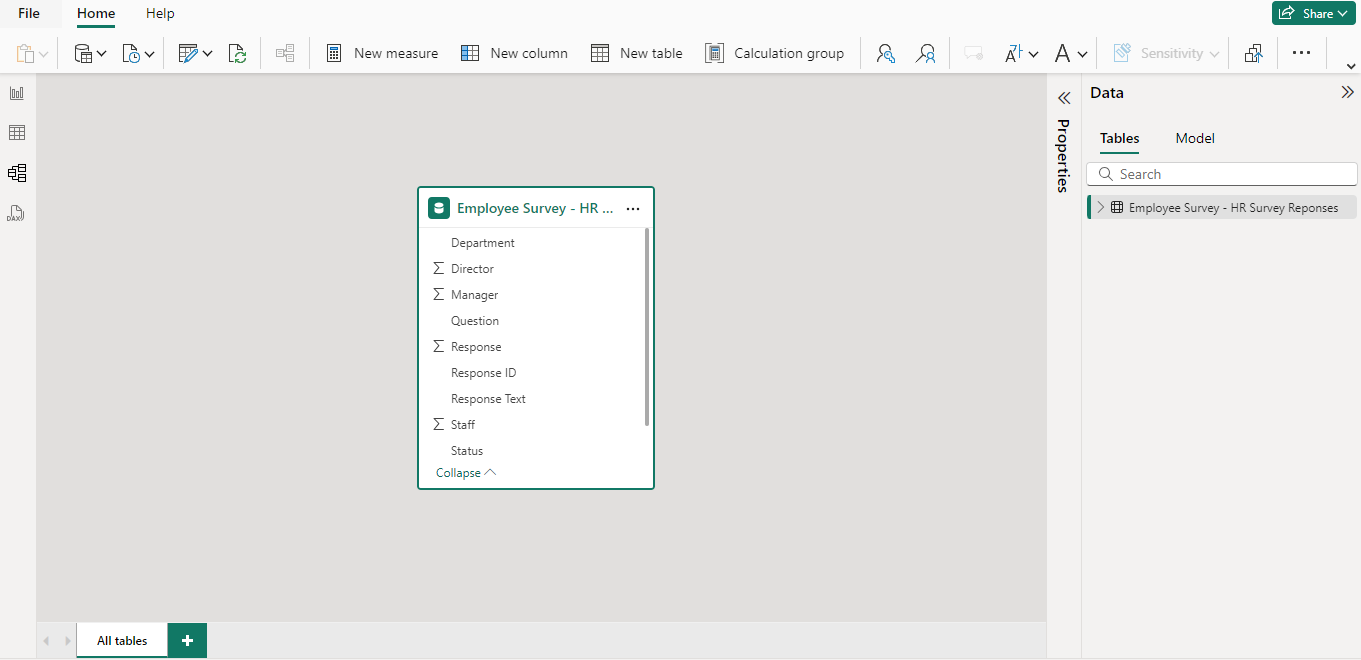 File Home Help Share
New measure New column New table Calculation group Sensitivity
Data
Properties
Tables Model
Search
Employee Survey - HR Survey Reponses
Employee Survey - HR ...
Department
Director
Manager
Question
Response
Response ID
Response Text
Staff
Status
Collapse
DAX
All tables